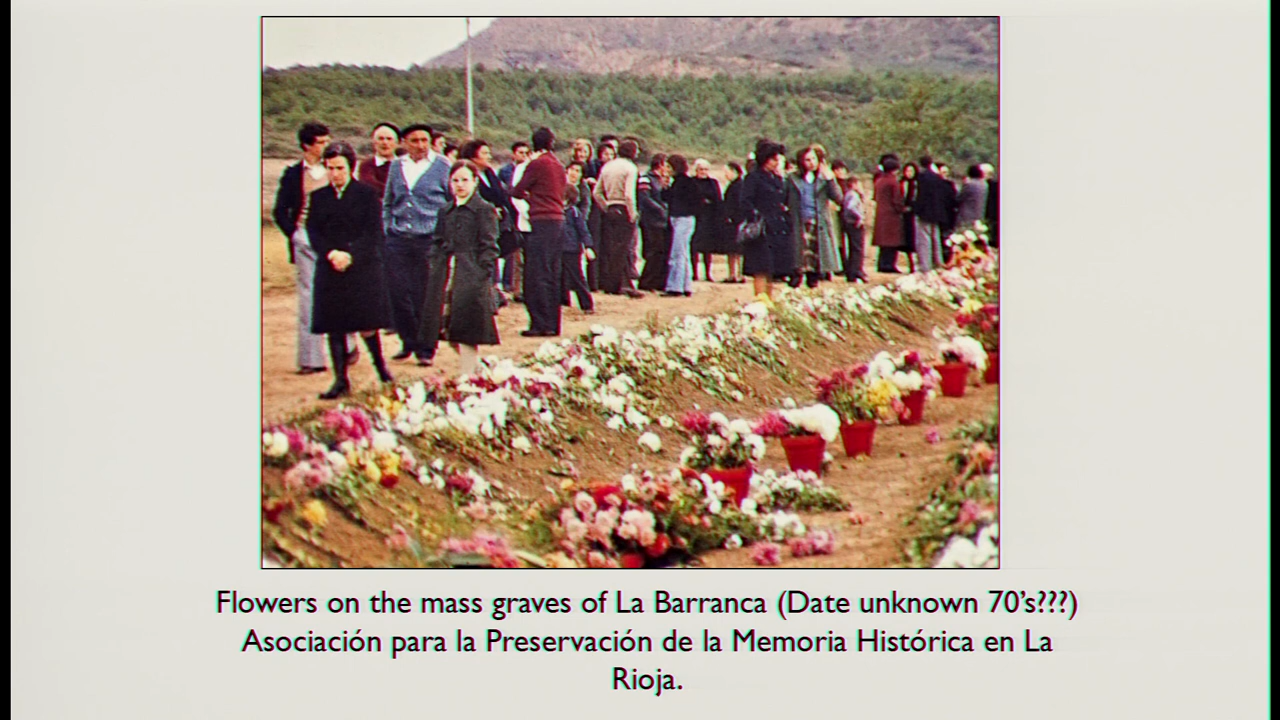 Flowers on the mass graves of La Barranca (Date unknown 70's???)
Asociación para la Preservación de la Memoria Histórica en La
Rioja.